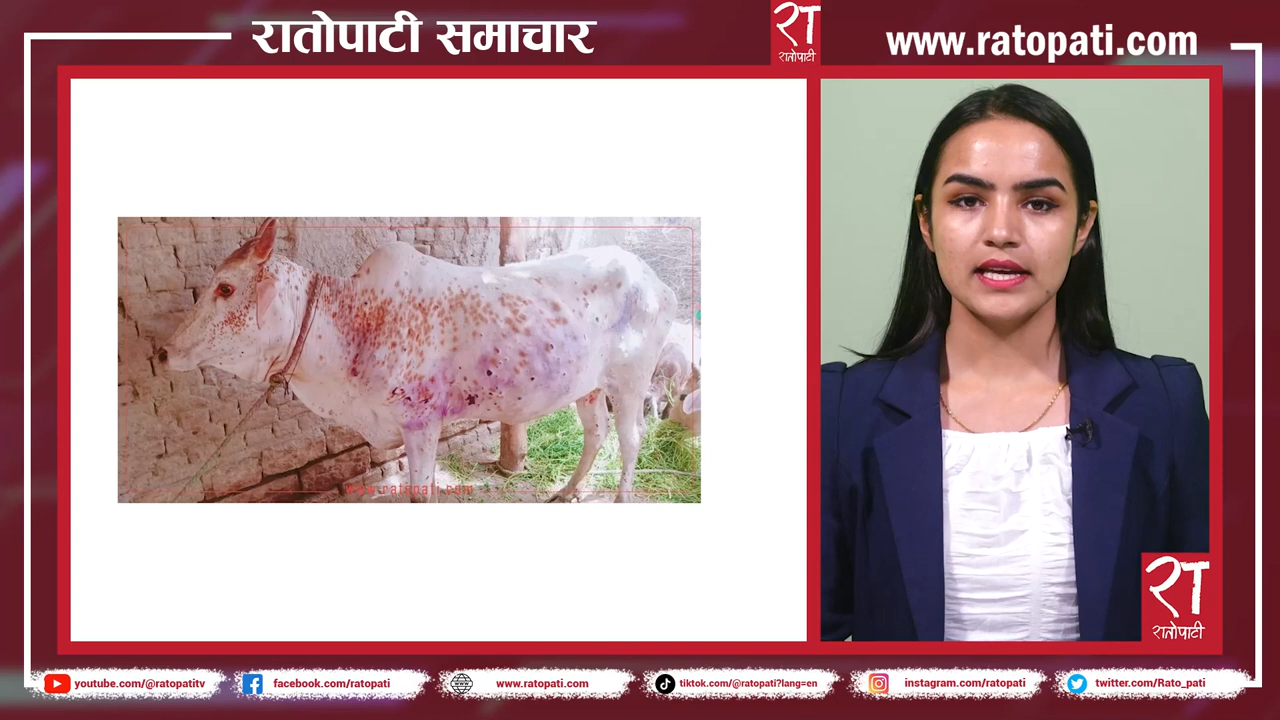 रातोपाटी समाचार
रा
रातोपाटी
www.ratopati.com
www.ratopati.com
रा
रातोपाटी
youtube.com/@ratopatitv
facebook.com/ratopati
www.ratopati.com
tiktok.com/@ratopati?lang=en
instagram.com/ratopati
twitter.com/Rato_pati